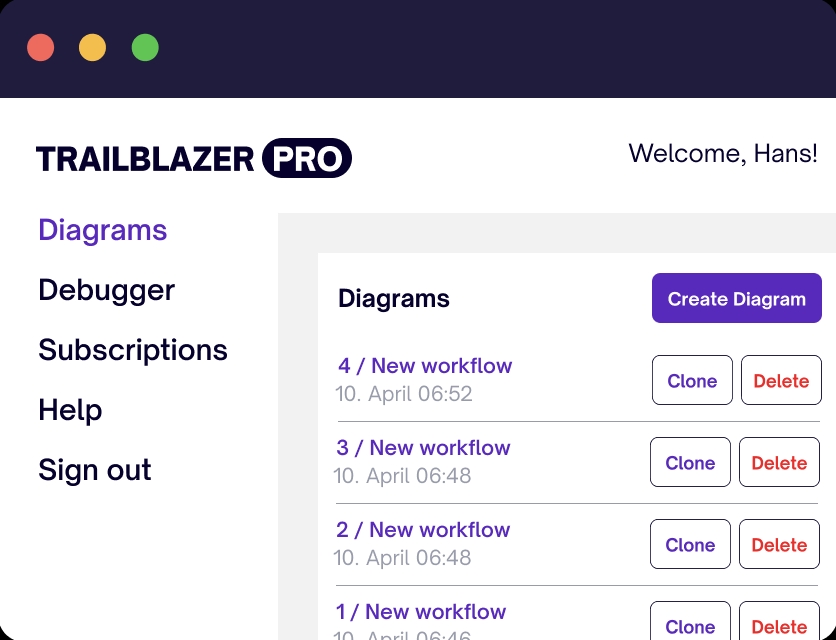 TRAILBLAZER PRO
Welcome, Hans!
Diagrams
Debugger
Subscriptions
Help
Sign out
Diagrams
Create Diagram
4 / New workflow
10. April 06:52
Clone
Delete
3 / New workflow
10. April 06:48
Clone
Delete
2 / New workflow
10. April 06:48
Clone
Delete
1 / New workflow
10. April 06:46
Clone
Delete